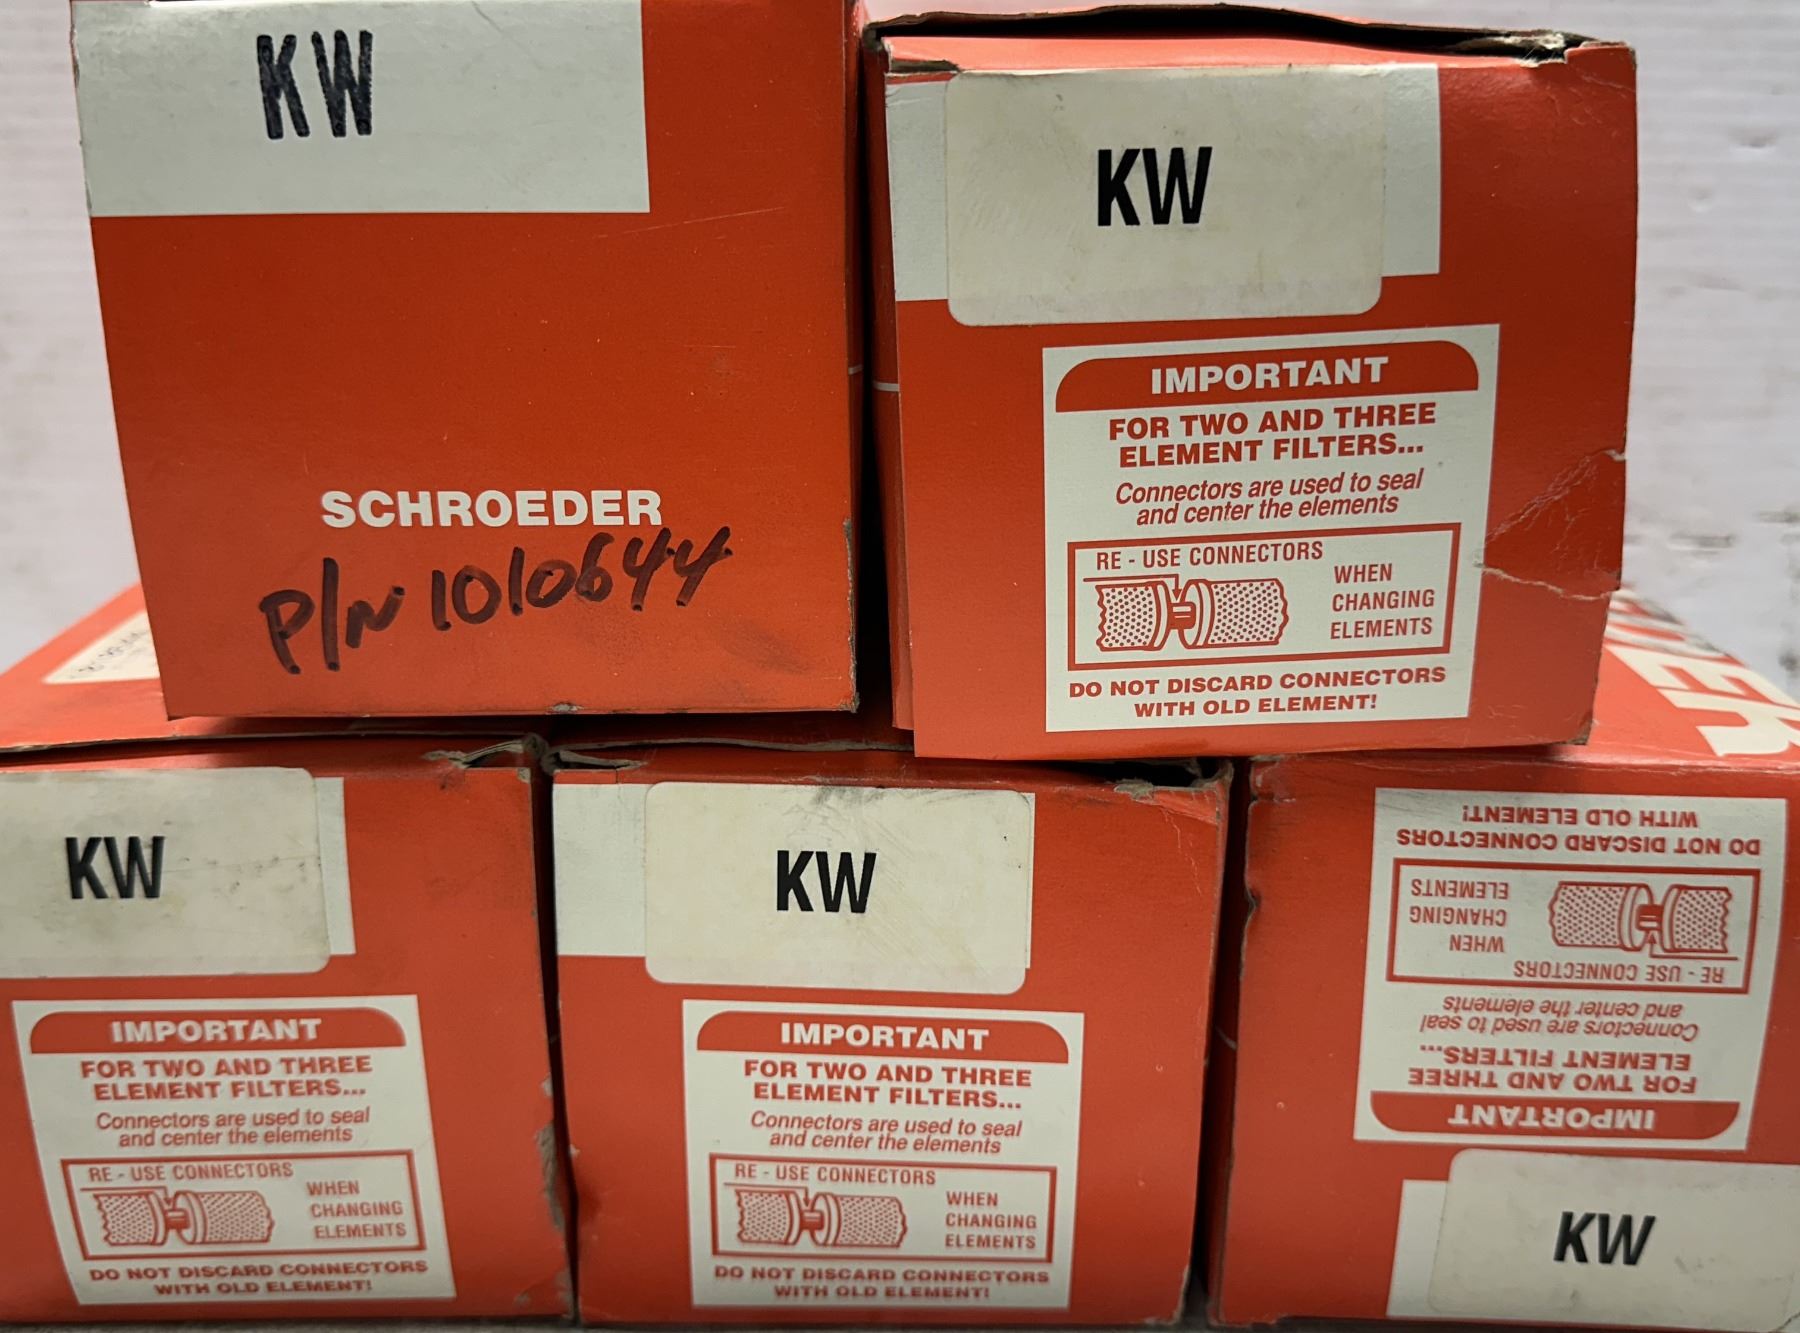 KW
SCHROEDER
P/N 1010644
KW
IMPORTANT
FOR TWO AND THREE
ELEMENT FILTERS...
Connectors are used to seal
and center the elements
RE - USE CONNECTORS
WHEN
CHANGING
ELEMENTS
DO NOT DISCARD CONNECTORS
WITH OLD ELEMENT!
KW
IMPORTANT
FOR TWO AND THREE
ELEMENT FILTERS...
Connectors are used to seal
and center the elements
RE - USE CONNECTORS
WHEN
CHANGING
ELEMENTS
DO NOT DISCARD CONNECTORS
WITH OLD ELEMENT!
KW
IMPORTANT
FOR TWO AND THREE
ELEMENT FILTERS...
Connectors are used to seal
and center the elements
RE - USE CONNECTORS
WHEN
CHANGING
ELEMENTS
DO NOT DISCARD CONNECTORS
WITH OLD ELEMENT!
KW
IMPORTANT
FOR TWO AND THREE
ELEMENT FILTERS...
Connectors are used to seal
and center the elements
RE - USE CONNECTORS
WHEN
CHANGING
ELEMENTS
DO NOT DISCARD CONNECTORS
WITH OLD ELEMENT!